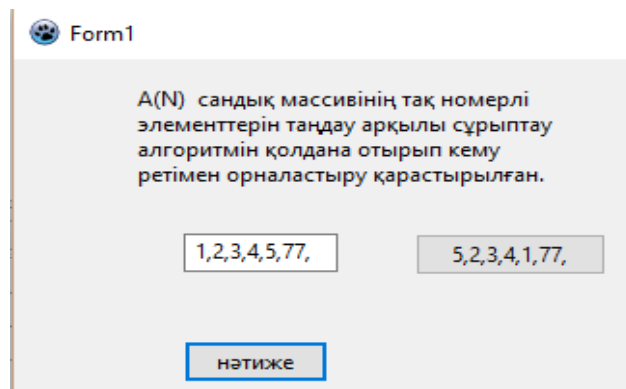 Form1
A(N) сандық массивінің тақ номерлі
элементтерін таңдау арқылы сұрыптау
алгоритмін қолдана отырып кему
ретімен орналастыру қарастырылған.
1,2,3,4,5,77,
5,2,3,4,1,77,
нәтиже